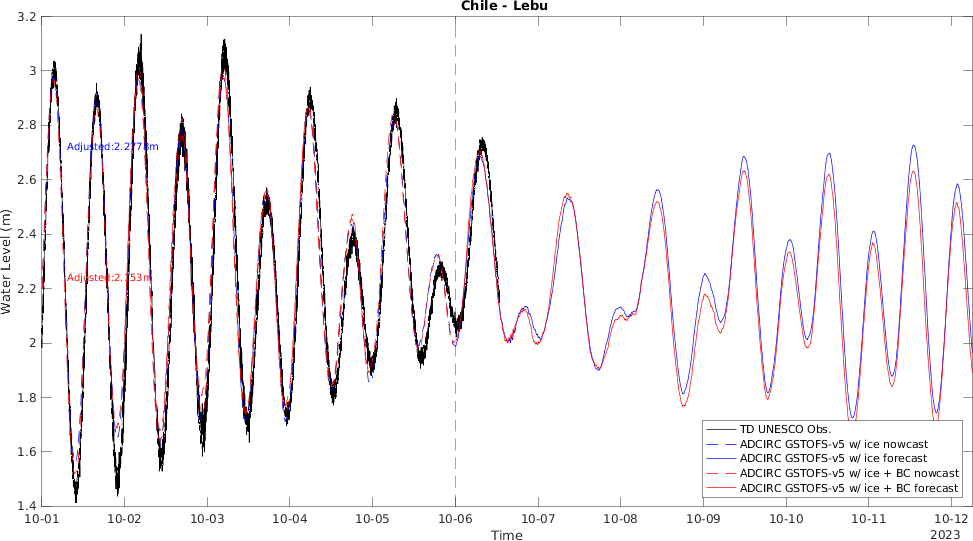 Chile - Lebu
3.2
3
2.8
2.6
2.4
2.2
2
1.8
1.6
1.4
Water Level (m)
Adjusted:2.2778m
Adjusted:2.153m
TD UNESCO Obs.
ADCIRC GSTOFS-v5 w/ ice nowcast
ADCIRC GSTOFS-v5 w/ ice forecast
ADCIRC GSTOFS-v5 w/ ice + BC nowcast
ADCIRC GSTOFS-v5 w/ ice + BC forecast
10-01 10-02 10-03 10-04 10-05 10-06 10-07 10-08 10-09 10-10 10-11 10-12
Time
2023